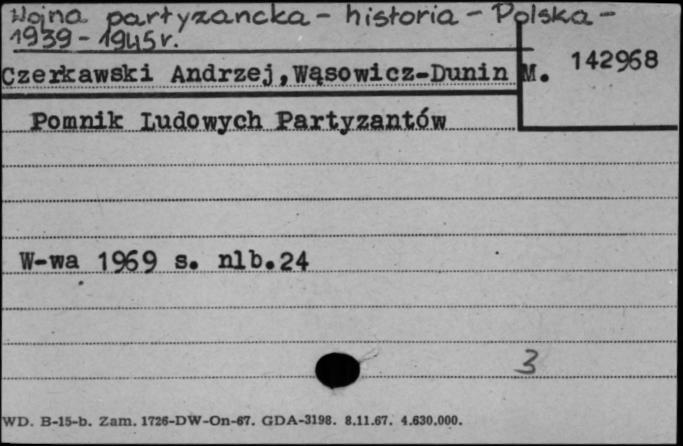 Wojna partyzancka - historia - Polska -
1939 - 1945 r.
142968
Czerkawski Andrzej, Wąsowicz-Dunin M.
Pomnik Ludowych Partyzantów
W-wa 1969 s. nlb.24
3
WD. B-15-b. Zam. 1726-DW-On-67. GDA-3198. 8.11.67. 4.630.000.